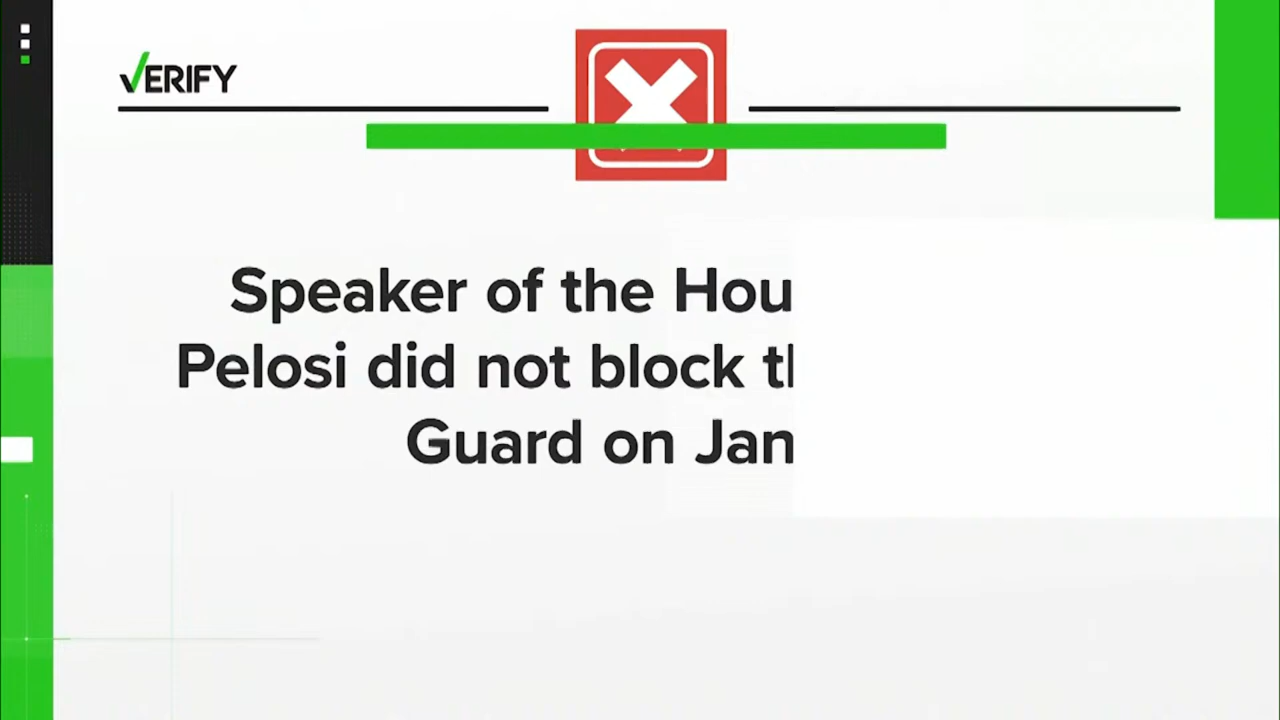 VERIFY
Speaker of the Hou
Pelosi did not block t
Guard on Jan